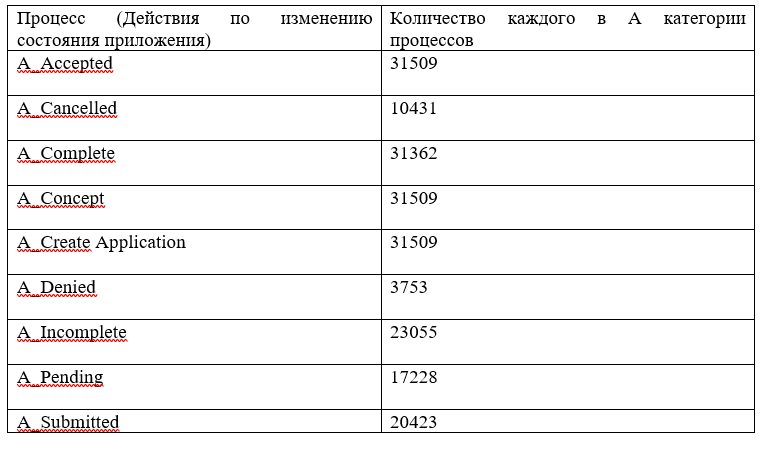 Процесс (Действия по изменению состояния приложения)
Количество каждого в А категории процессов
A_Accepted 31509
A_Cancelled 10431
A_Complete 31362
A_Concept 31509
A_Create Application 31509
A_Denied 3753
A_Incomplete 23055
A_Pending 17228
A_Submitted 20423